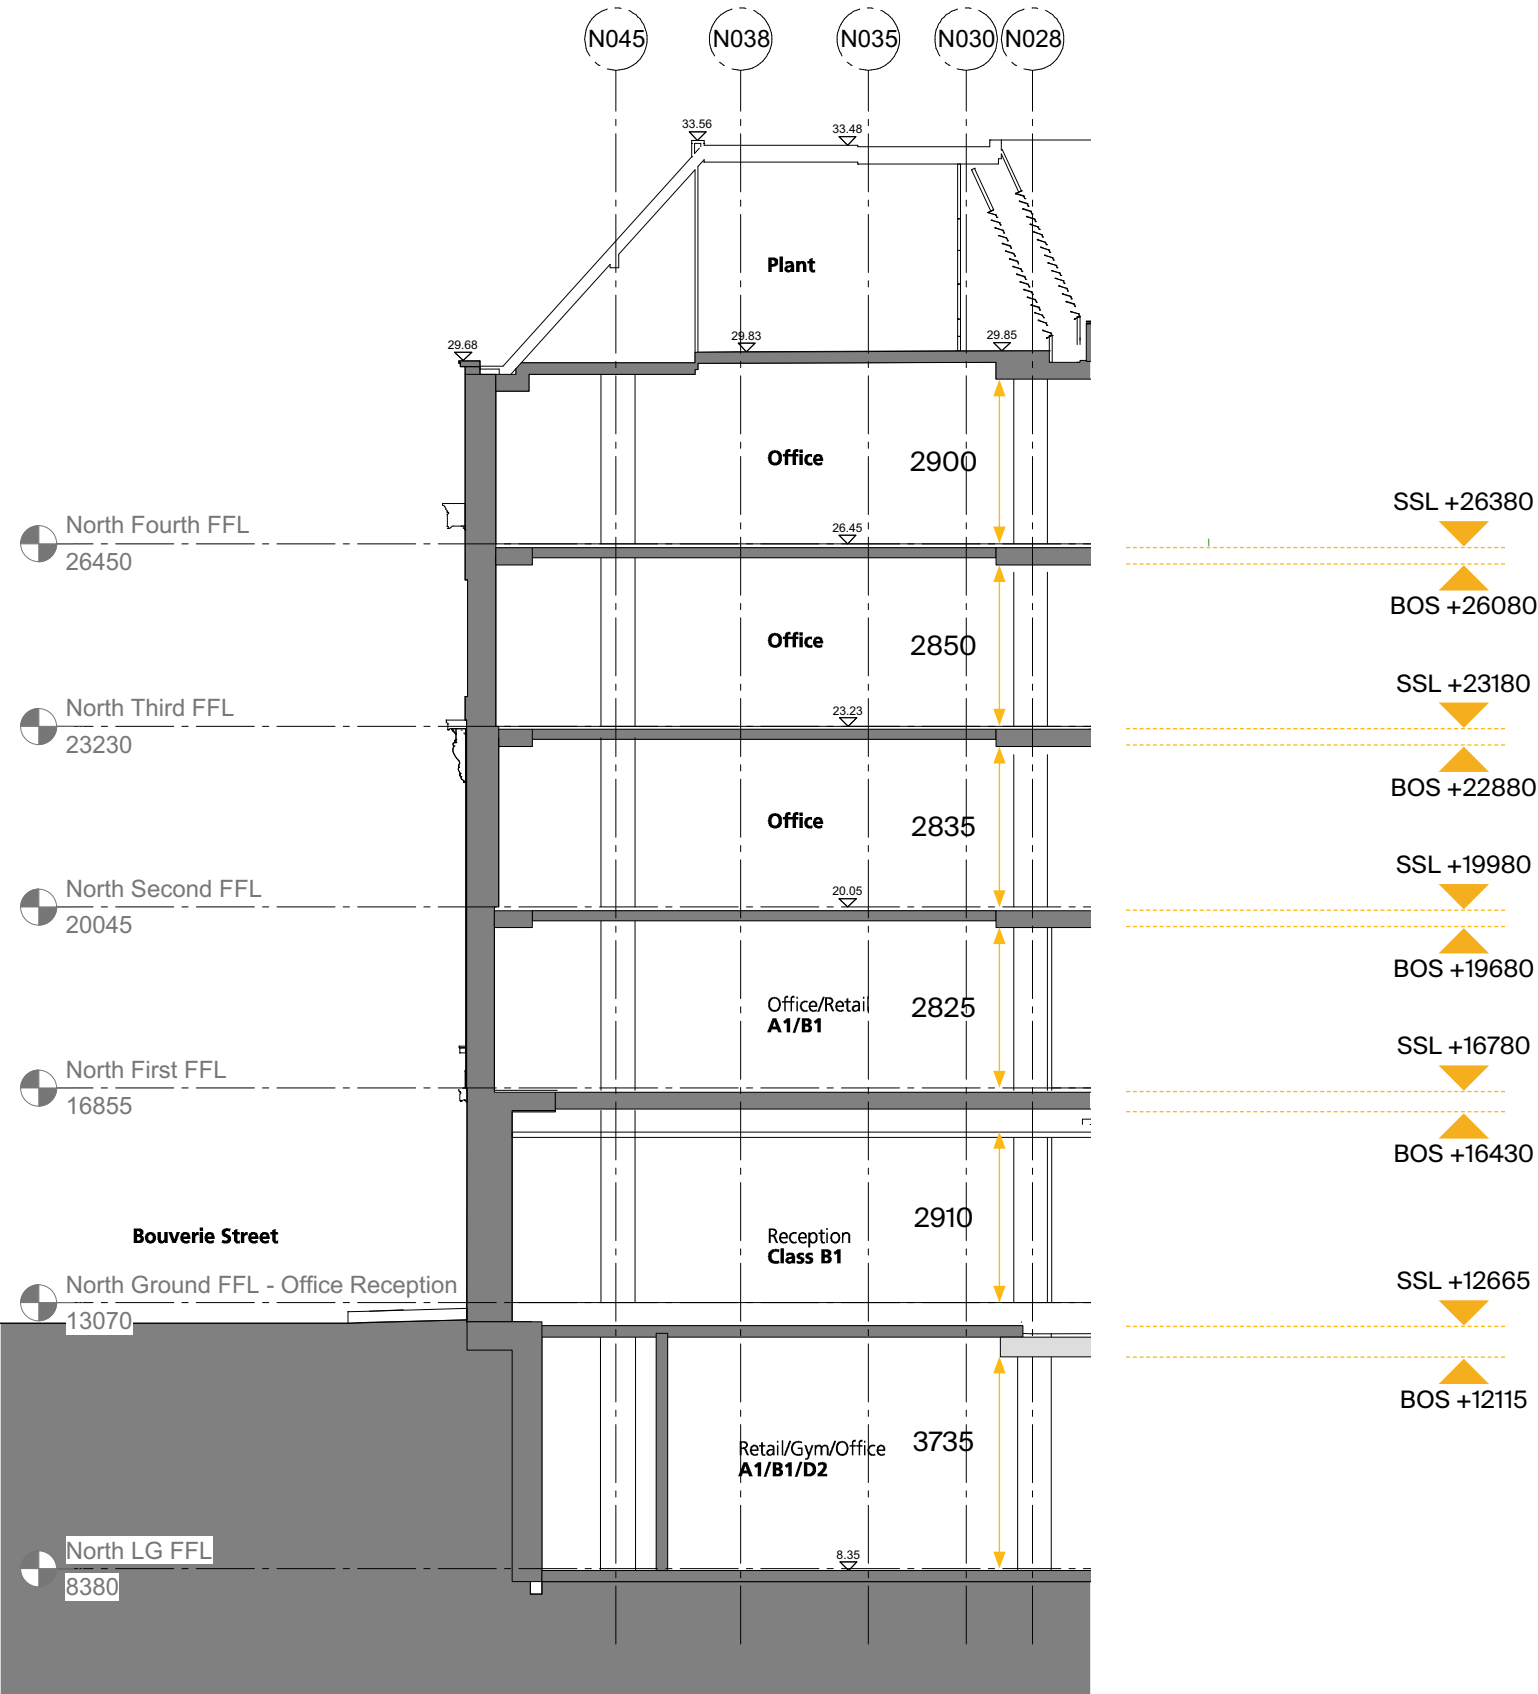 N045 N038 N035 N030 N028
33.56 33.48
Plant
29.68 29.83 29.85
Office 2900
SSL +26380
North Fourth FFL
26450
26.45
BOS +26080
Office 2850
SSL +23180
North Third FFL
23230
23.23
BOS +22880
Office 2835
SSL +19980
North Second FFL
20045
20.05
BOS +19680
Office/Retail 2825
A1/B1
SSL +16780
North First FFL
16855
BOS +16430
2910
Bouverie Street
Reception
Class B1
SSL +12665
North Ground FFL - Office Reception
13070
BOS +12115
Retail/Gym/Office 3735
A1/B1/D2
North LG FFL
8380
8.35